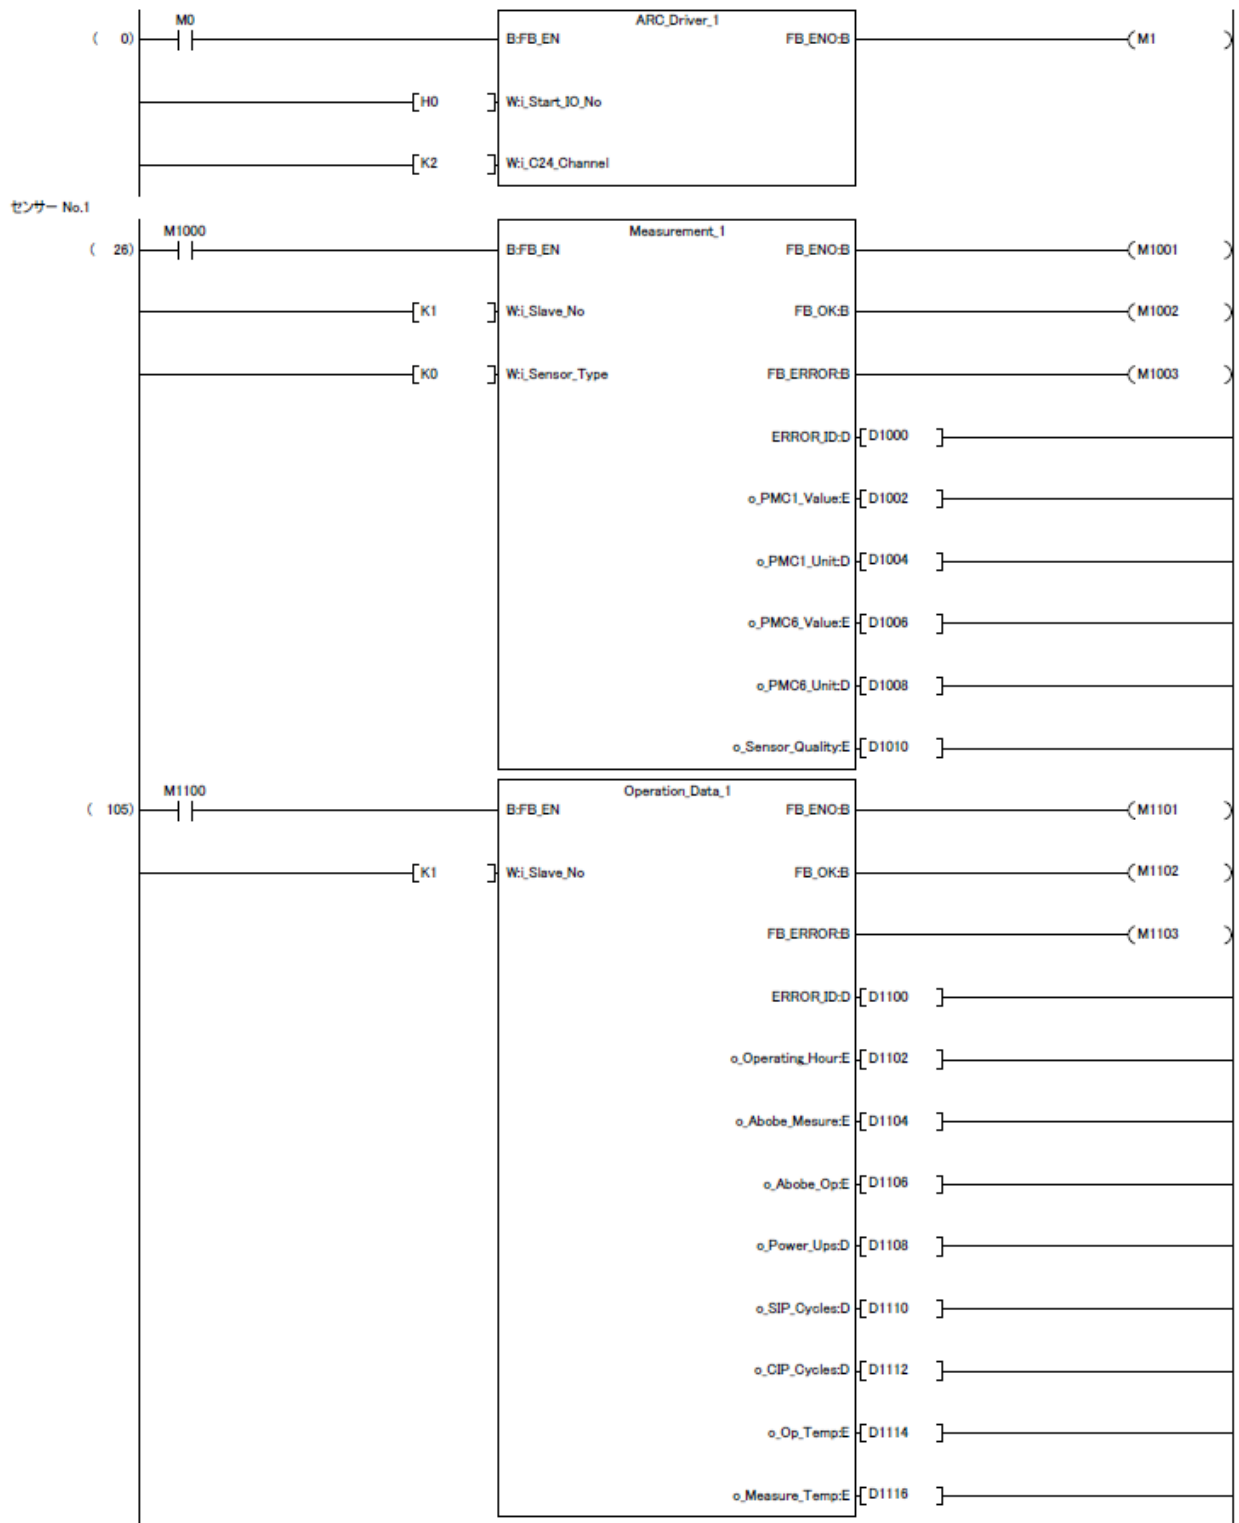 M0 ARC_Driver_1
( 0) B:FB_EN FB_ENO:B M1
H0 W:i_Start_IO_No
K2 W:i_C24_Channel
センサー No.1
M1000 Measurement_1
( 26) B:FB_EN FB_ENO:B M1001
K1 W:i_Slave_No FB_OK:B M1002
K0 W:i_Sensor_Type FB_ERROR:B M1003
ERROR_ID:D D1000
o_PMC1_Value:E D1002
o_PMC1_Unit:D D1004
o_PMC6_Value:E D1006
o_PMC6_Unit:D D1008
o_Sensor_Quality:E D1010
M1100 Operation_Data_1
( 105) B:FB_EN FB_ENO:B M1101
K1 W:i_Slave_No FB_OK:B M1102
FB_ERROR:B M1103
ERROR_ID:D D1100
o_Operating_Hour:E D1102
o_Abobe_Mesure:E D1104
o_Abobe_Op:E D1106
o_Power_Ups:D D1108
o_SIP_Cycles:D D1110
o_CIP_Cycles:D D1112
o_Op_Temp:E D1114
o_Measure_Temp:E D1116